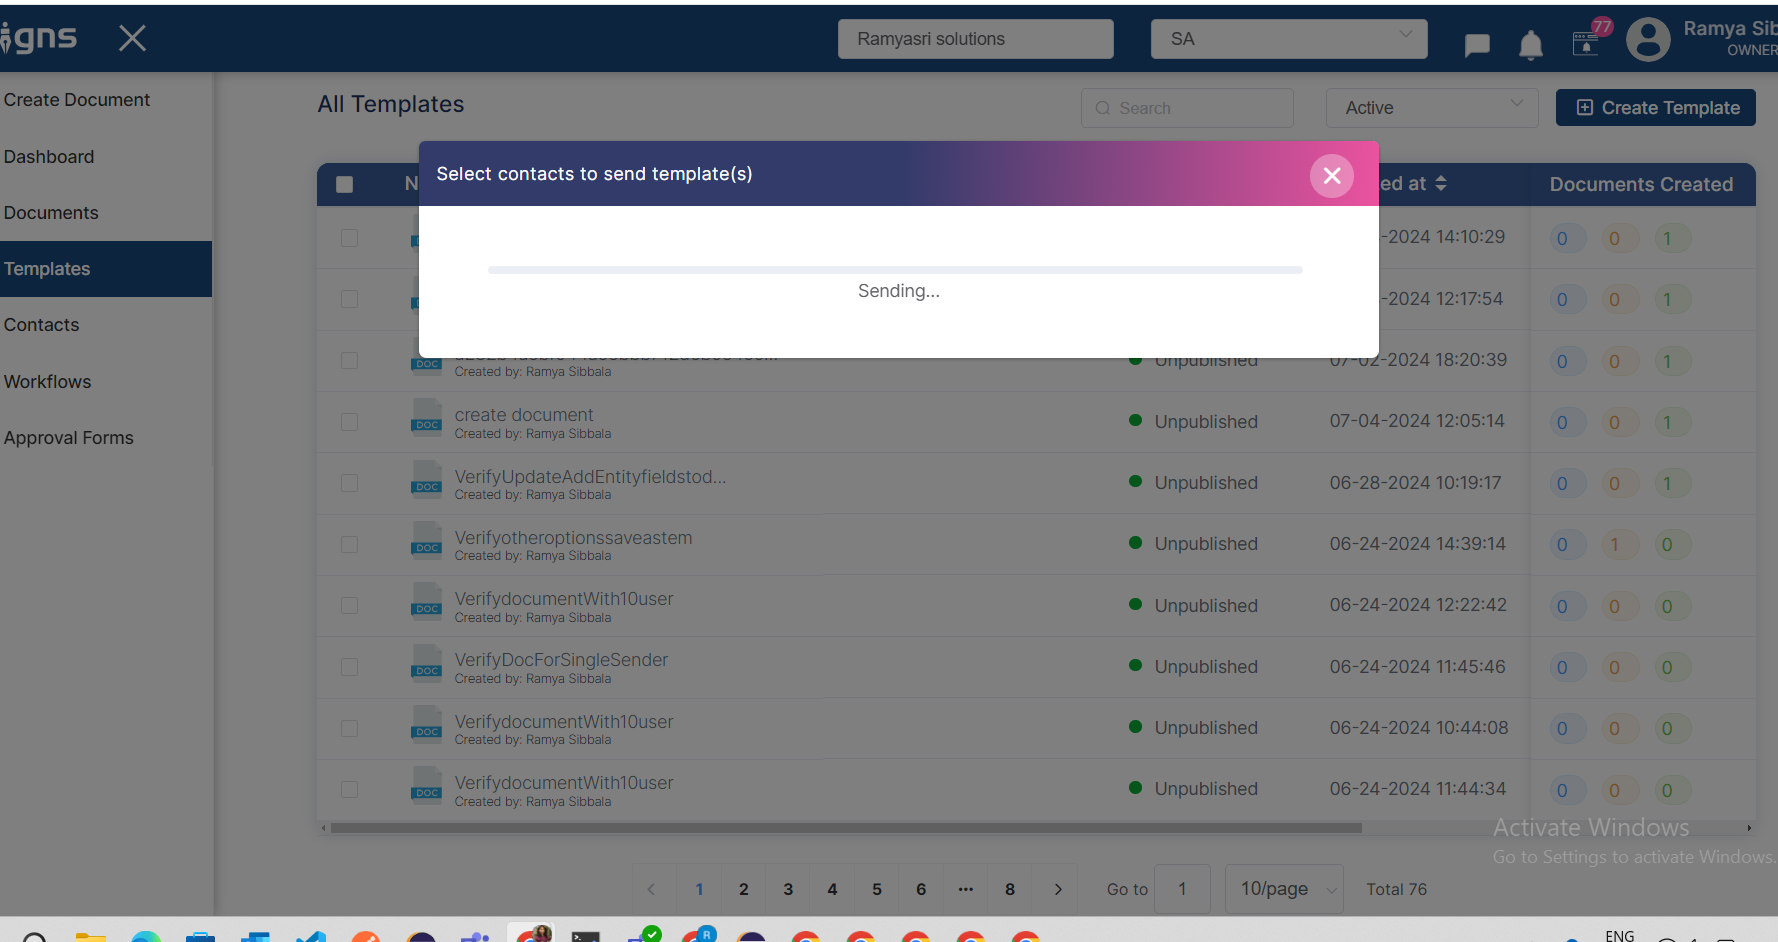 igns
Ramyasri solutions
SA
77
Ramya Sib
OWNER
Create Document
Dashboard
Documents
Templates
Contacts
Workflows
Approval Forms
All Templates
Search
Active
Create Template
Select contacts to send template(s)
N
ed at
Documents Created
Sending...
-2024 14:10:29
0 0 1
-2024 12:17:54
0 0 1
DOC
Created by: Ramya Sibbala
Unpublished
07-02-2024 18:20:39
0 0 1
DOC
create document
Created by: Ramya Sibbala
Unpublished
07-04-2024 12:05:14
0 0 1
DOC
VerifyUpdateAddEntityfieldstod...
Created by: Ramya Sibbala
Unpublished
06-28-2024 10:19:17
0 0 1
DOC
Verifyotheroptionssaveastem
Created by: Ramya Sibbala
Unpublished
06-24-2024 14:39:14
0 1 0
DOC
VerifydocumentWith10user
Created by: Ramya Sibbala
Unpublished
06-24-2024 12:22:42
0 0 0
DOC
VerifyDocForSingleSender
Created by: Ramya Sibbala
Unpublished
06-24-2024 11:45:46
0 0 0
DOC
VerifydocumentWith10user
Created by: Ramya Sibbala
Unpublished
06-24-2024 10:44:08
0 0 0
DOC
VerifydocumentWith10user
Created by: Ramya Sibbala
Unpublished
06-24-2024 11:44:34
0 0 0
Activate Windows
Go to Settings to activate Windows.
1 2 3 4 5 6 ... 8
Go to 1
10/page
Total 76
R
ENG